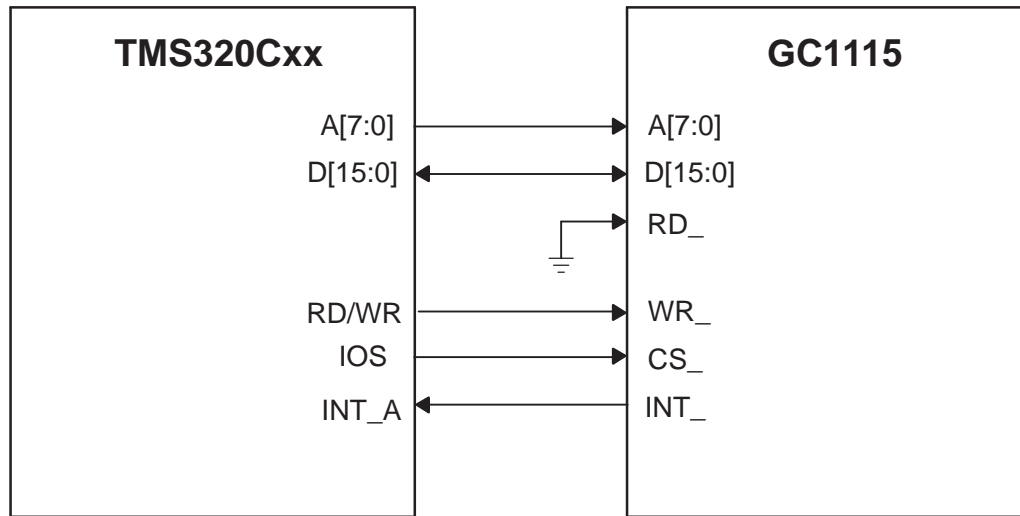 TMS320Cxx
GC1115
A[7:0]
A[7:0]
D[15:0]
D[15:0]
RD_
RD/WR
WR_
IOS
CS_
INT_A
INT_